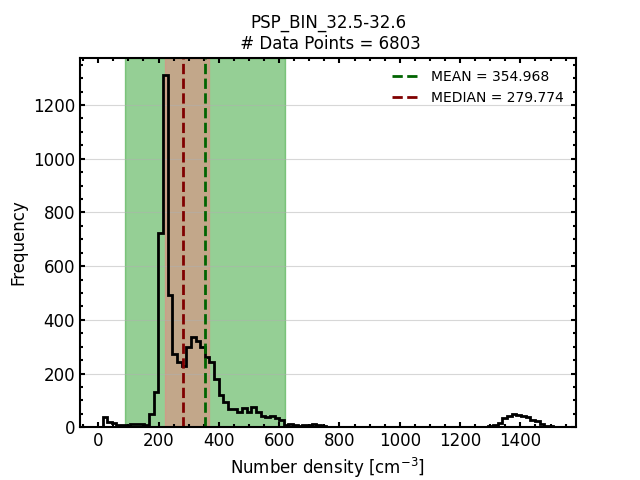 PSP_BIN_32.5-32.6
# Data Points = 6803
MEAN = 354.968
MEDIAN = 279.774
Frequency
1200
1000
800
600
400
200
0
0 200 400 600 800 1000 1200 1400
Number density [cm⁻³]